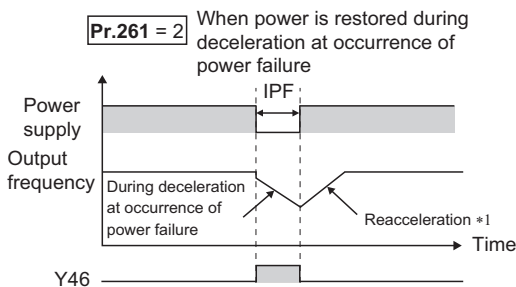 Pr.261 = 2
When power is restored during
deceleration at occurrence of
power failure
IPF
Power
supply
Output
frequency
During deceleration
at occurrence of
power failure
Reacceleration *1
Time
Y46